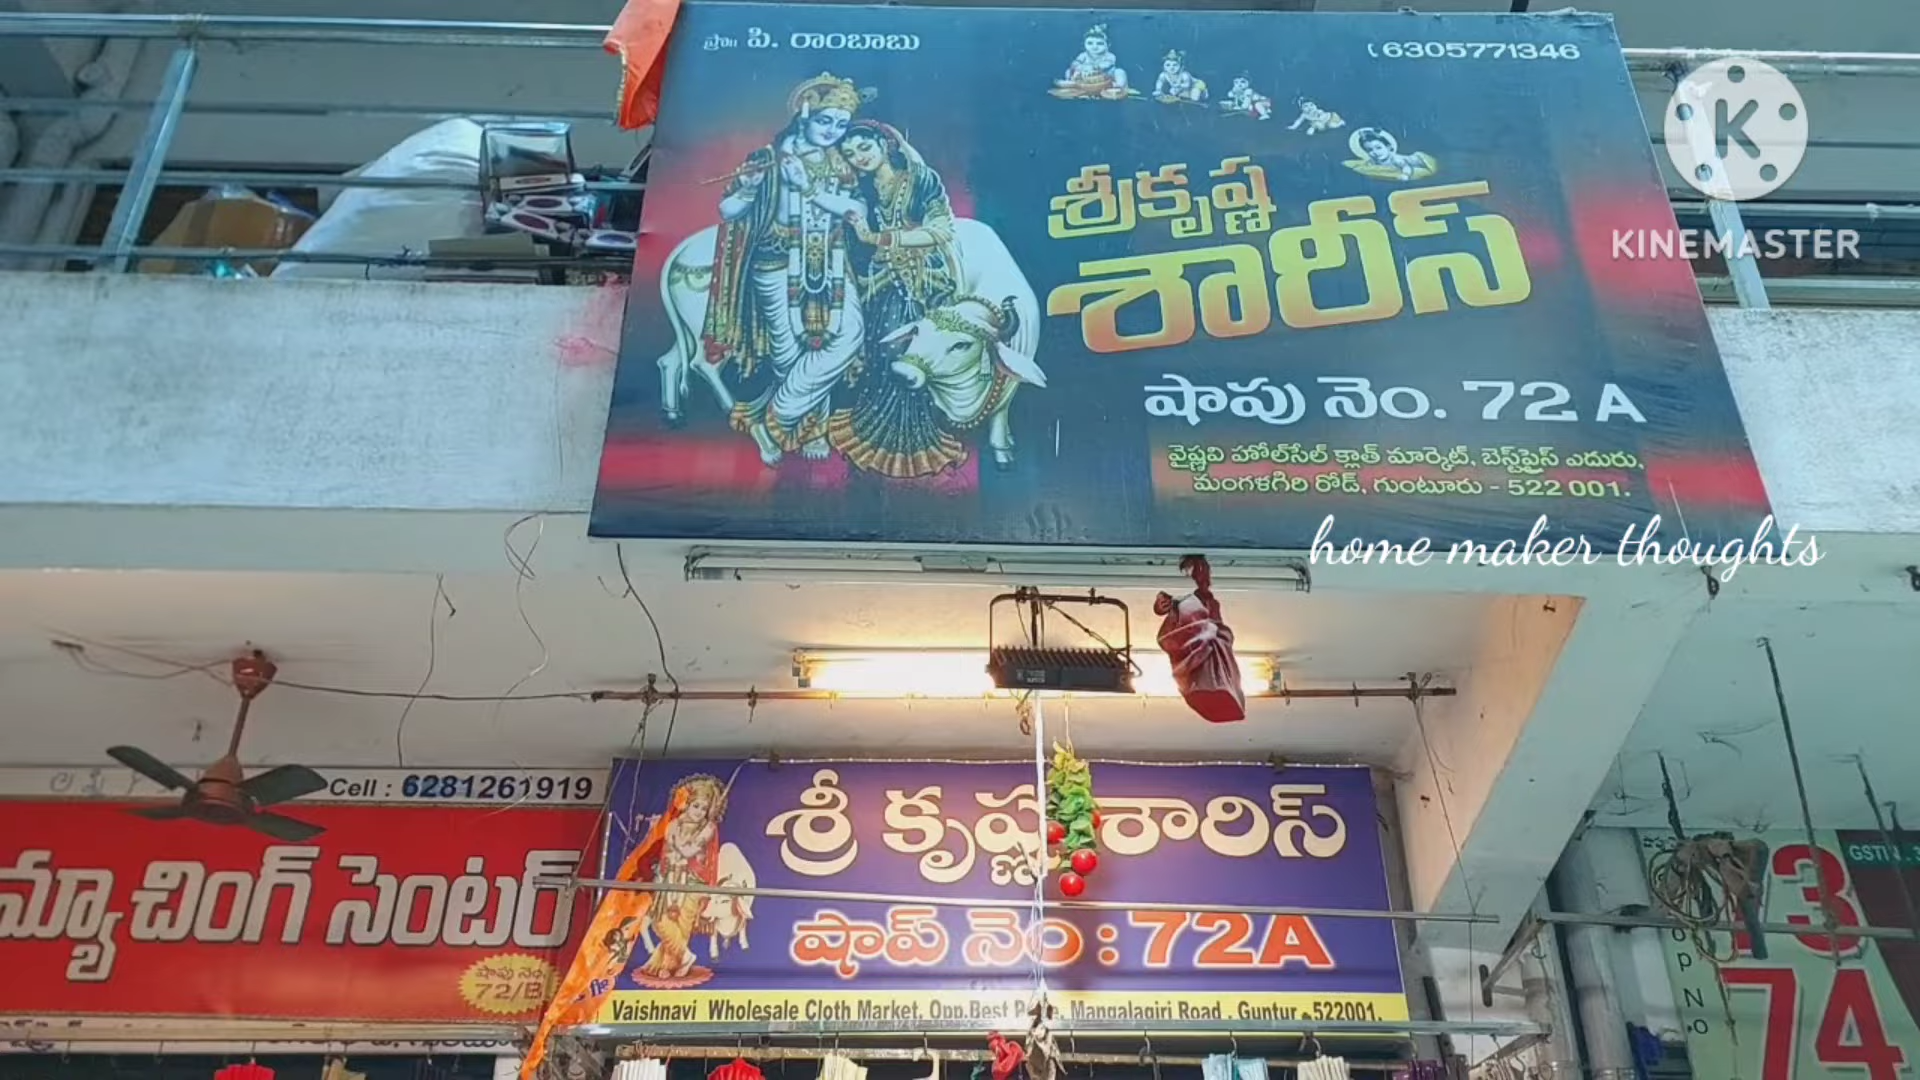 ప్రొ॥ పి. రాంబాబు
6305771346
శ్రీకృష్ణ
శారీస్
షాపు నెం. 72 A
వైష్ణవి హోల్‌సేల్ క్లాత్ మార్కెట్, బెస్ట్‌ప్రైస్ ఎదురు,
మంగళగిరి రోడ్, గుంటూరు - 522 001.
K
KINEMASTER
home maker thoughts
Cell : 6281261919
మ్యాచింగ్ సెంటర్
షాపు నెం.
72/B
శ్రీ కృష్ణ శారీస్
షాప్ నెం : 72A
Vaishnavi Wholesale Cloth Market, Opp.Best Mangalagiri Road , Guntur - 522001.
GSTIN
73
74